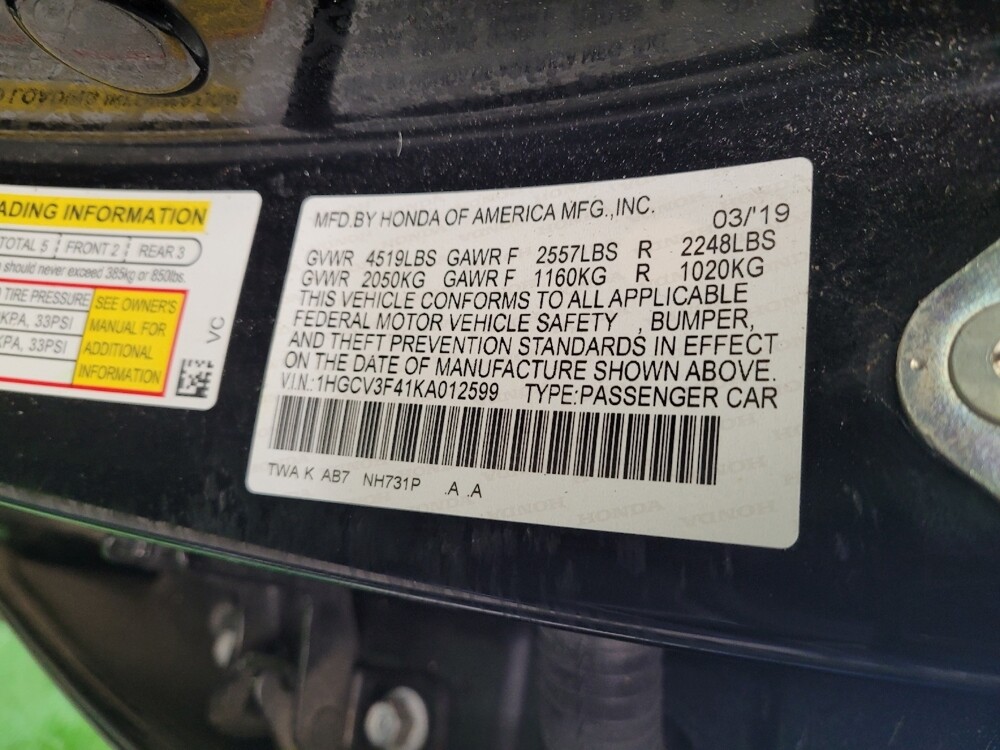 ADING INFORMATION
TOTAL 5 FRONT 2 REAR 3
should never exceed 385kg or 850lbs.
TIRE PRESSURE SEE OWNER'S
KPA, 33PSI MANUAL FOR
KPA, 33PSI ADDITIONAL
INFORMATION
VC
MFD.BY HONDA OF AMERICA MFG.,INC. 03/'19
GVWR 4519LBS GAWR F 2557LBS R 2248LBS
GVWR 2050KG GAWR F 1160KG R 1020KG
THIS VEHICLE CONFORMS TO ALL APPLICABLE
FEDERAL MOTOR VEHICLE SAFETY , BUMPER,
AND THEFT PREVENTION STANDARDS IN EFFECT
ON THE DATE OF MANUFACTURE SHOWN ABOVE.
V.I.N.:1HGCV3F41KA012599 TYPE:PASSENGER CAR
TWA K AB7 NH731P .A .A
HONDA HONDA HONDA